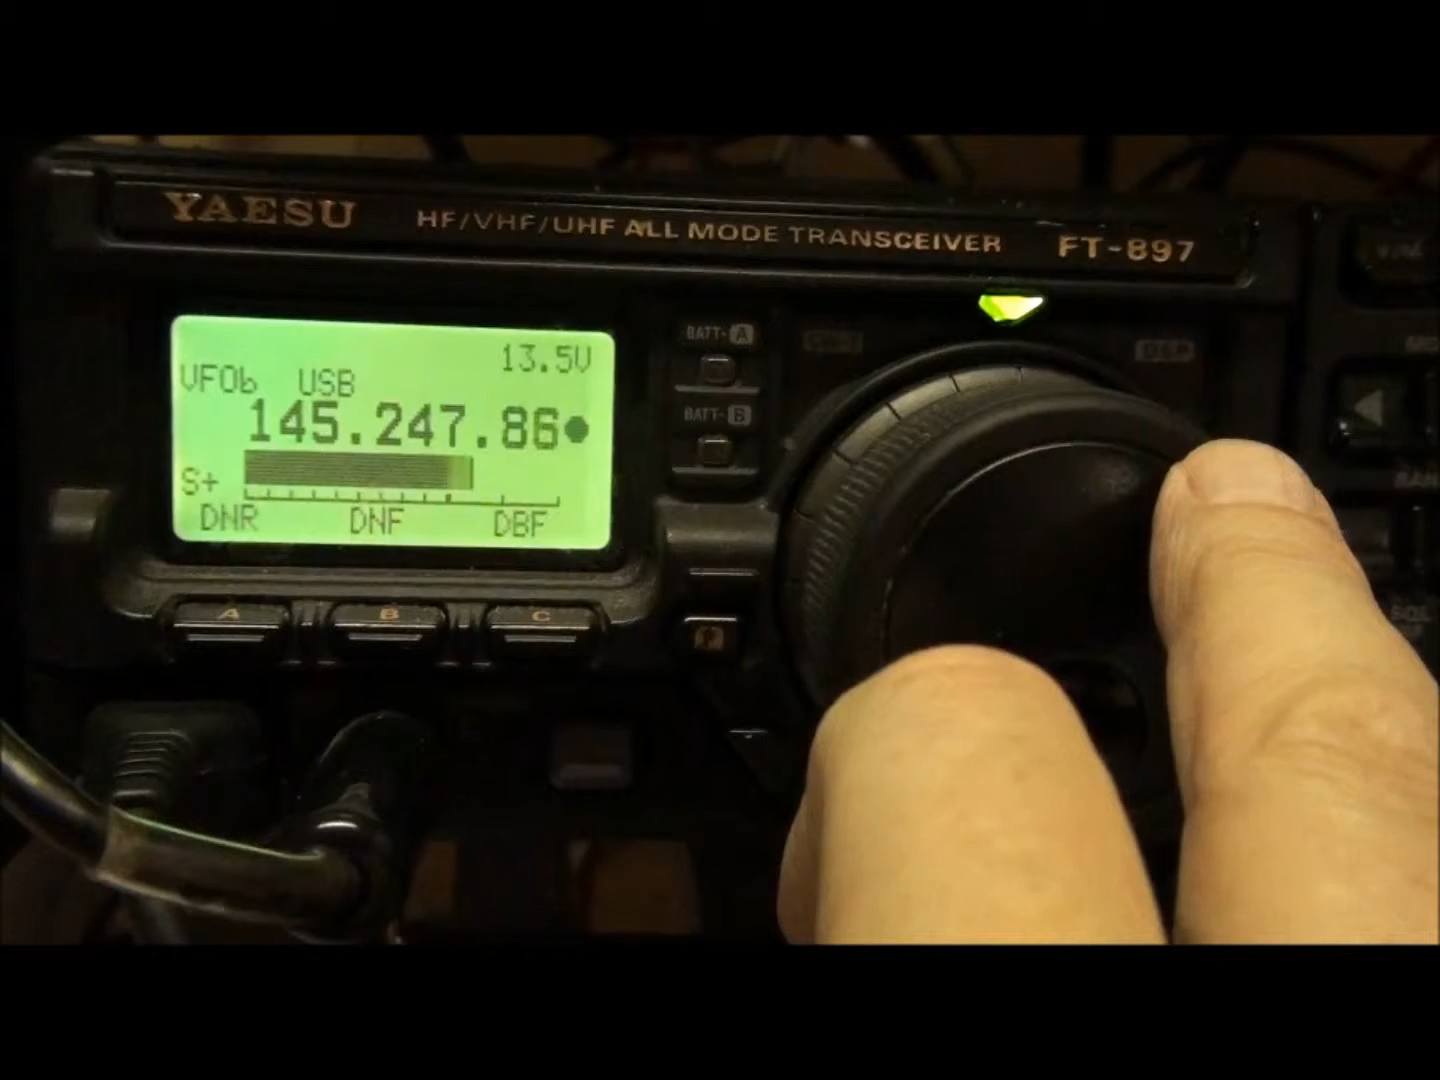 YAESU HF/VHF/UHF ALL MODE TRANSCEIVER FT-897
13.5V
VFOb USB
145.247.86
S+
DNR DNF DBF
BATT-A
BATT-B
DSP
A B C
F
SQL